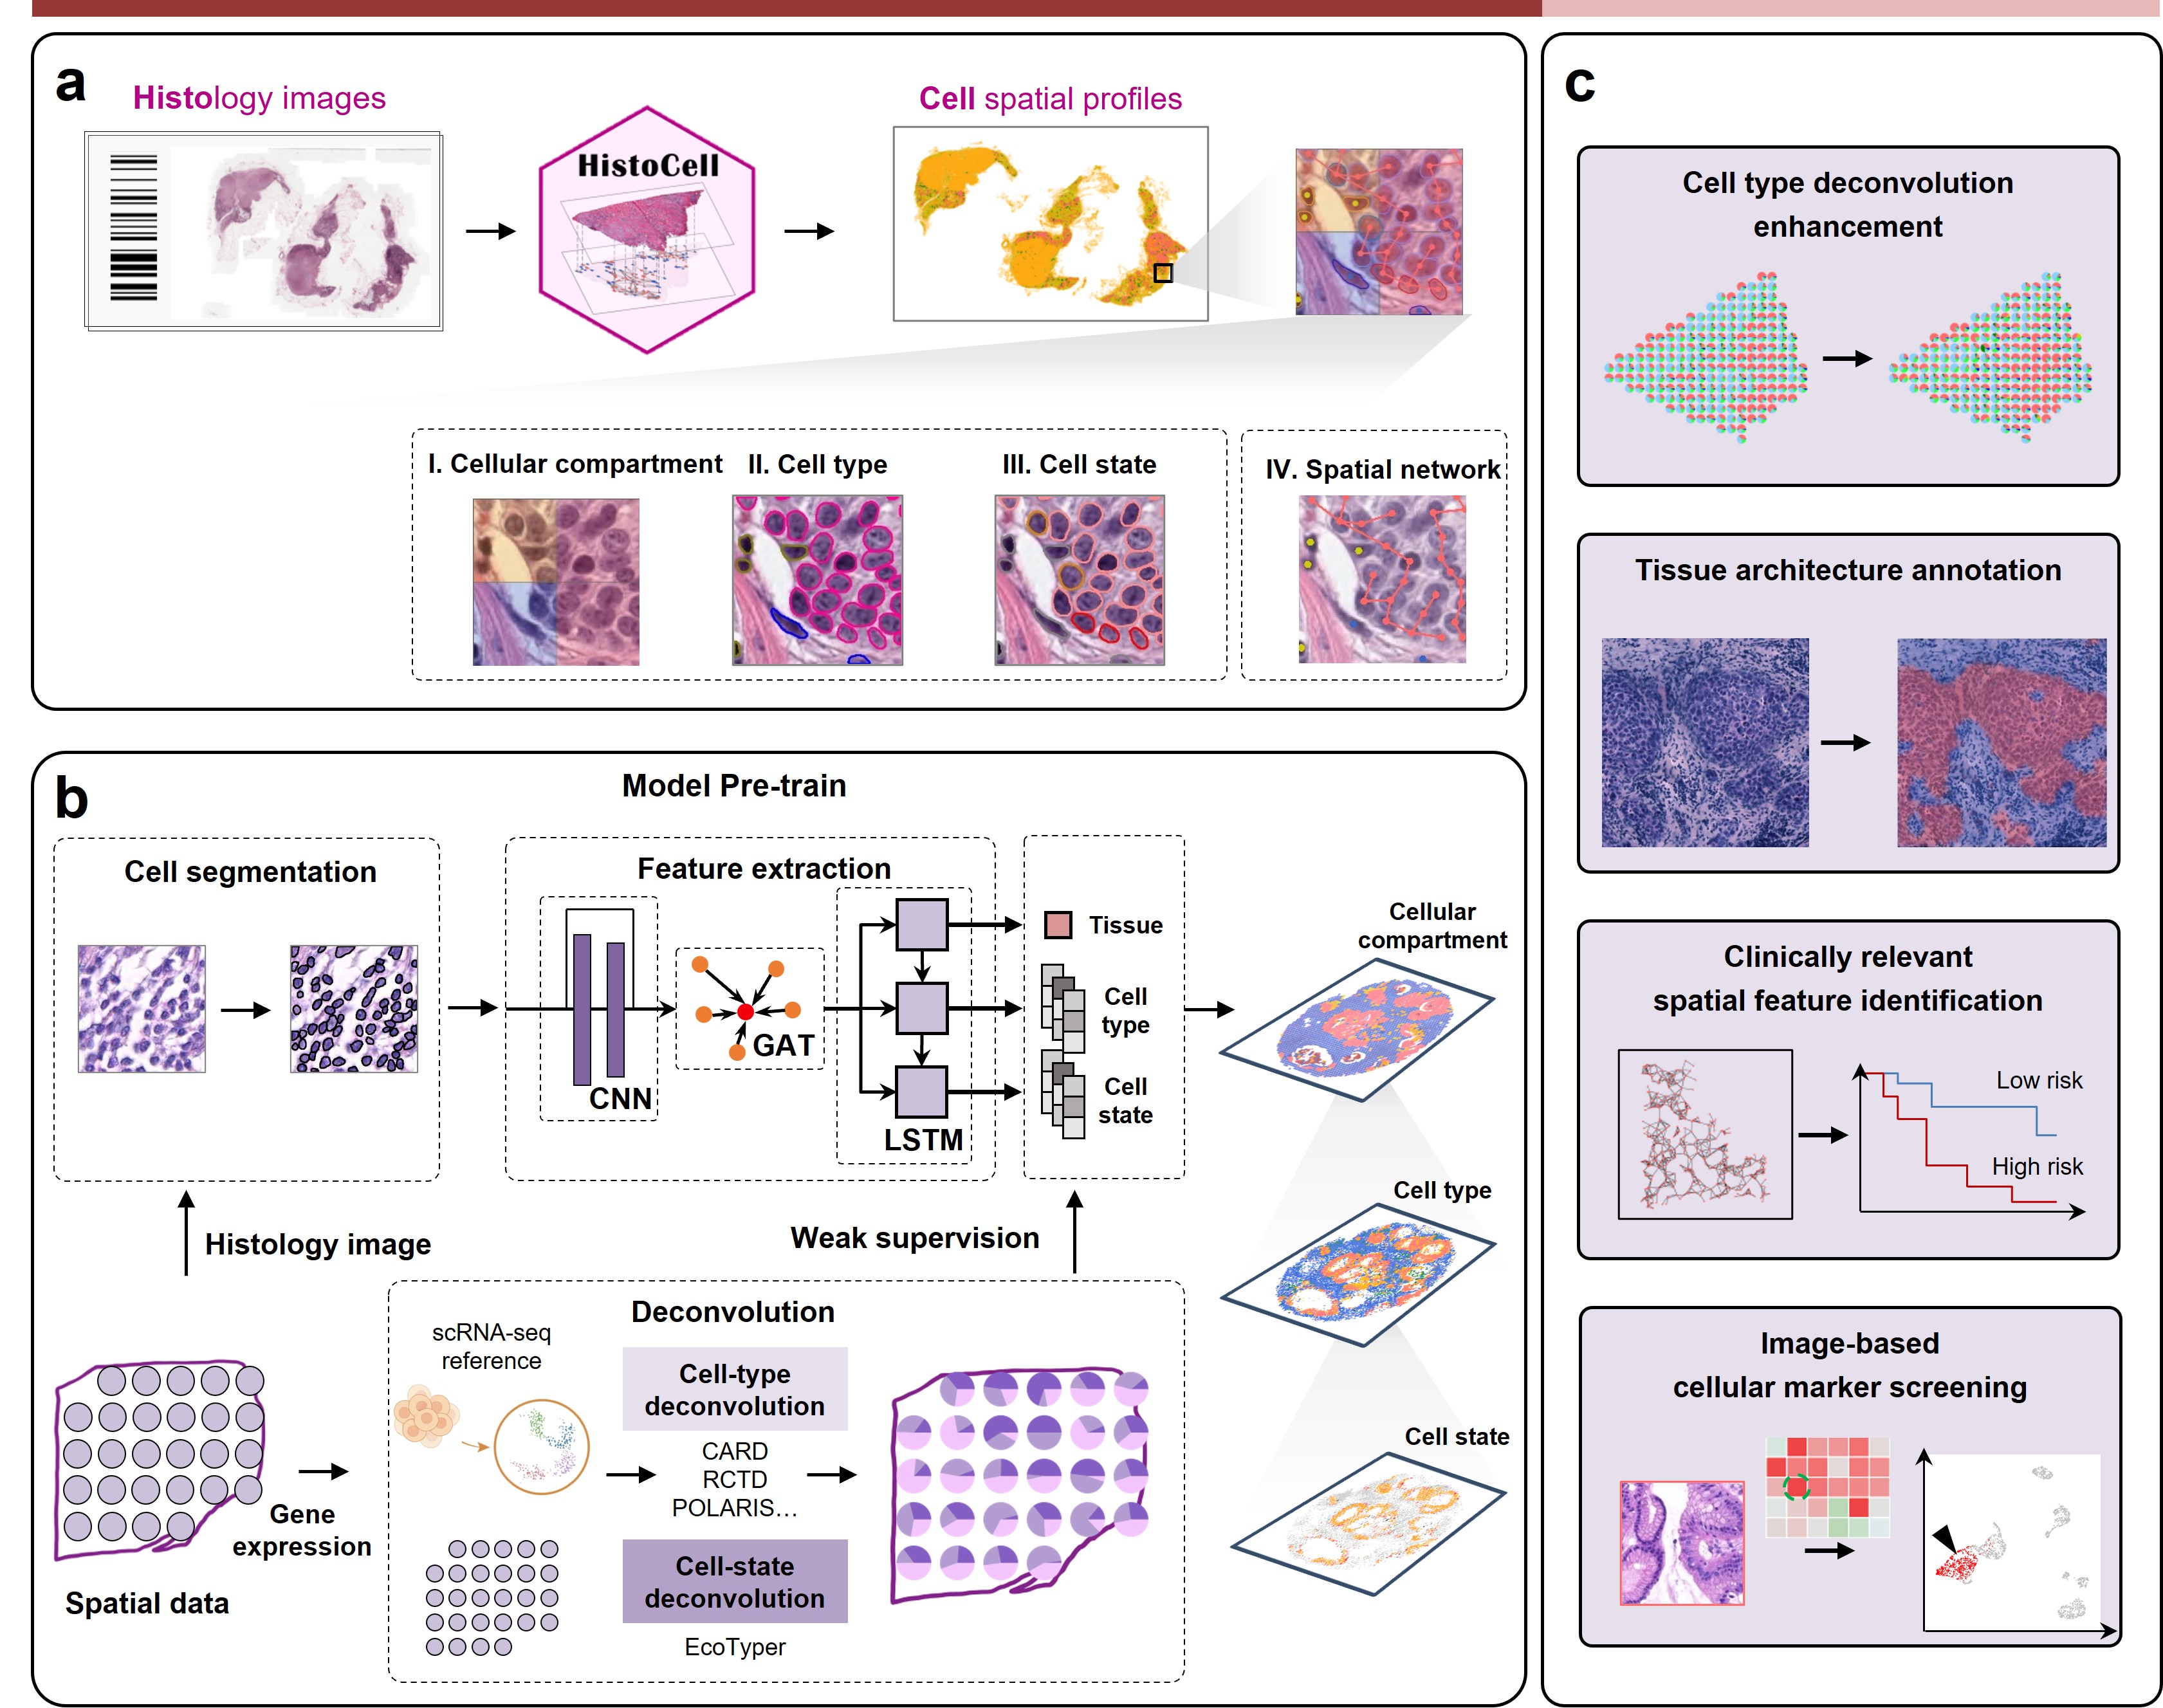 a
Histology images
HistoCell
Cell spatial profiles
I. Cellular compartment
II. Cell type
III. Cell state
IV. Spatial network
b
Model Pre-train
Cell segmentation
Feature extraction
CNN
GAT
LSTM
Tissue
Cell
type
Cell
state
Cellular
compartment
Cell type
Cell state
Histology image
Weak supervision
Spatial data
Gene
expression
Deconvolution
scRNA-seq
reference
Cell-type
deconvolution
CARD
RCTD
POLARIS...
Cell-state
deconvolution
EcoTyper
c
Cell type deconvolution
enhancement
Tissue architecture annotation
Clinically relevant
spatial feature identification
Low risk
High risk
Image-based
cellular marker screening